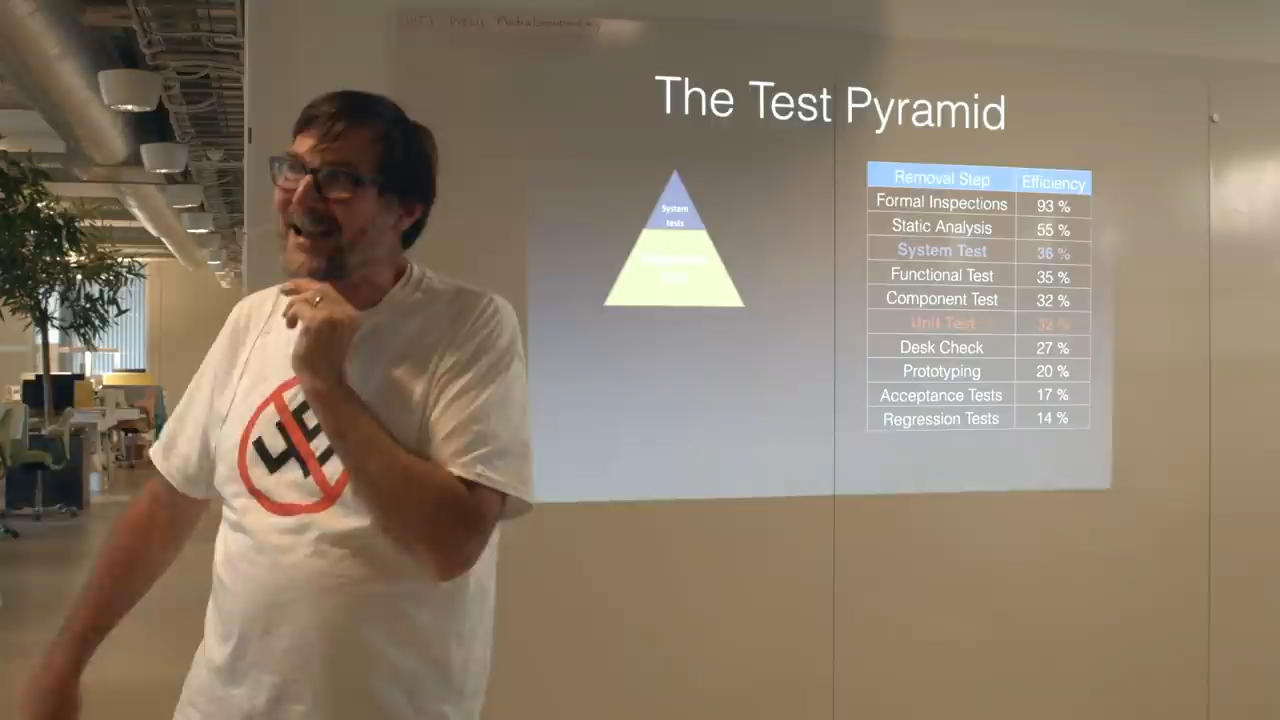 The Test Pyramid
System
tests
Removal Step Efficiency
Formal Inspections 93 %
Static Analysis 55 %
System Test 36 %
Functional Test 35 %
Component Test 32 %
Unit Test 32 %
Desk Check 27 %
Prototyping 20 %
Acceptance Tests 17 %
Regression Tests 14 %
45